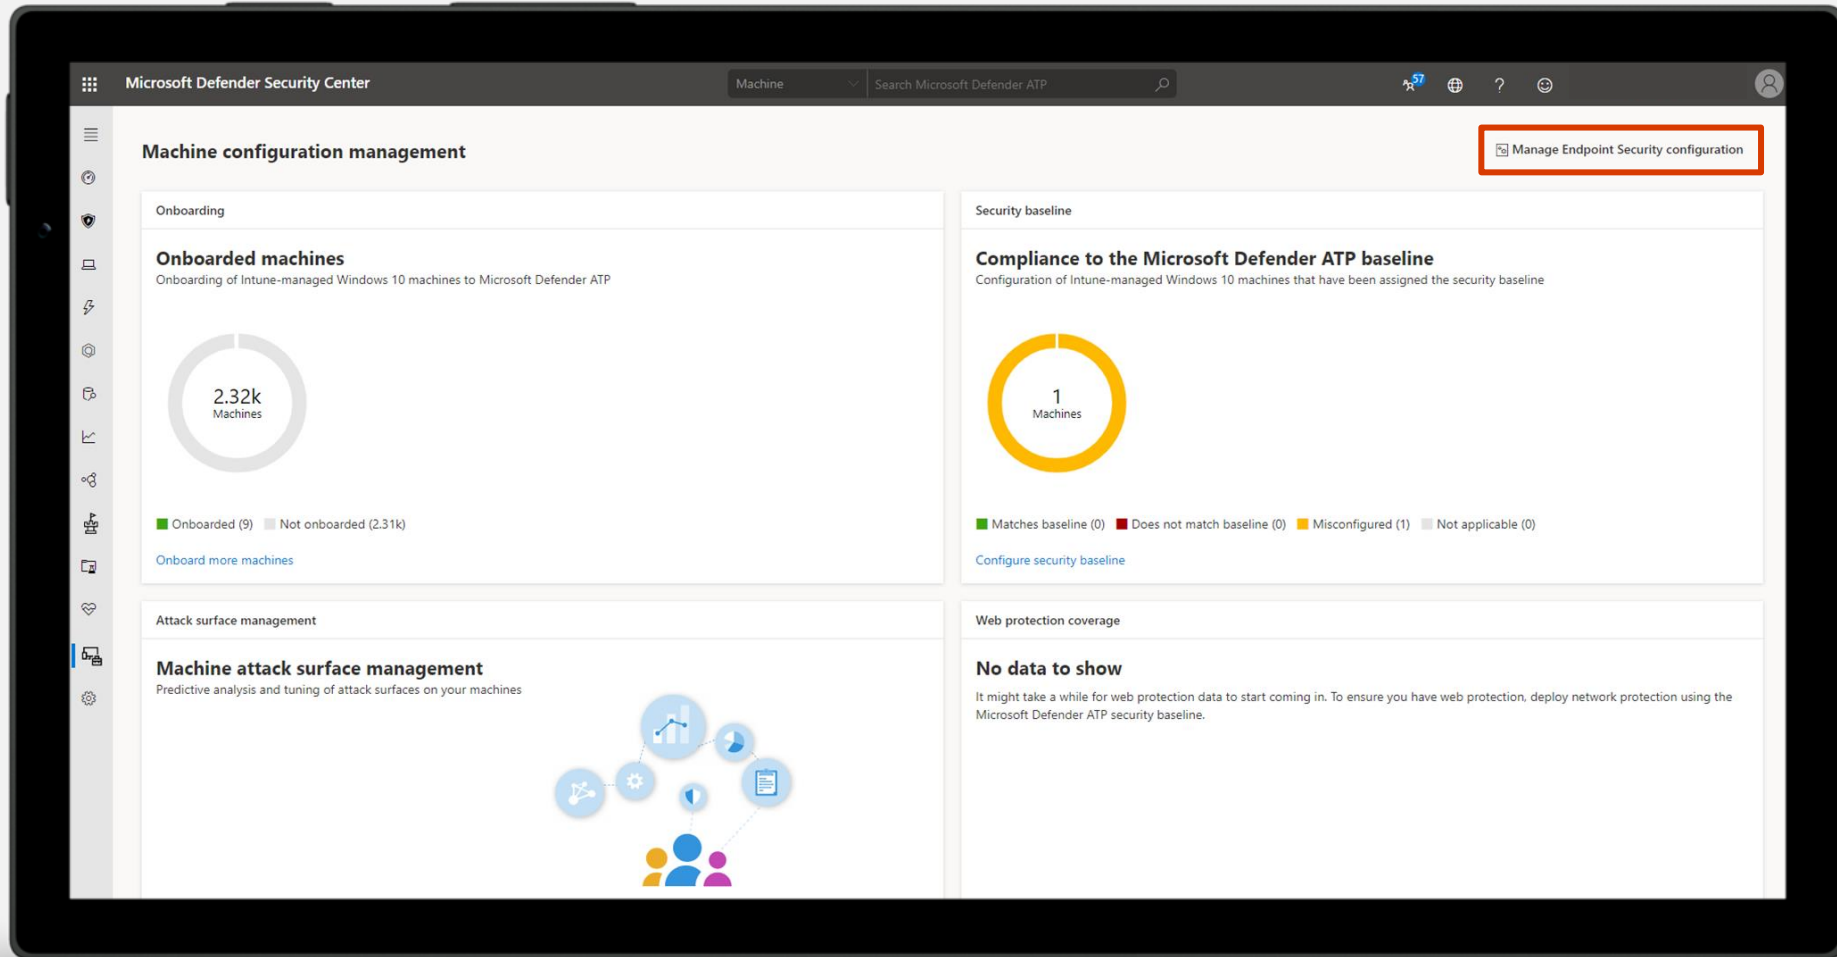 Microsoft Defender Security Center
Machine
Search Microsoft Defender ATP
57
?
Machine configuration management
Manage Endpoint Security configuration
Onboarding
Onboarded machines
Onboarding of Intune-managed Windows 10 machines to Microsoft Defender ATP
2.32k
Machines
Onboarded (9) Not onboarded (2.31k)
Onboard more machines
Security baseline
Compliance to the Microsoft Defender ATP baseline
Configuration of Intune-managed Windows 10 machines that have been assigned the security baseline
1
Machines
Matches baseline (0) Does not match baseline (0) Misconfigured (1) Not applicable (0)
Configure security baseline
Attack surface management
Machine attack surface management
Predictive analysis and tuning of attack surfaces on your machines
Web protection coverage
No data to show
It might take a while for web protection data to start coming in. To ensure you have web protection, deploy network protection using the
Microsoft Defender ATP security baseline.